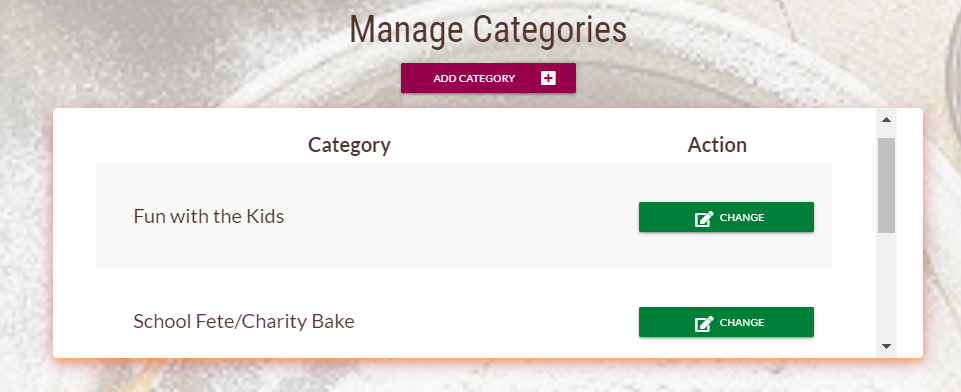 Manage Categories
ADD CATEGORY
Category Action
Fun with the Kids CHANGE
School Fete/Charity Bake CHANGE